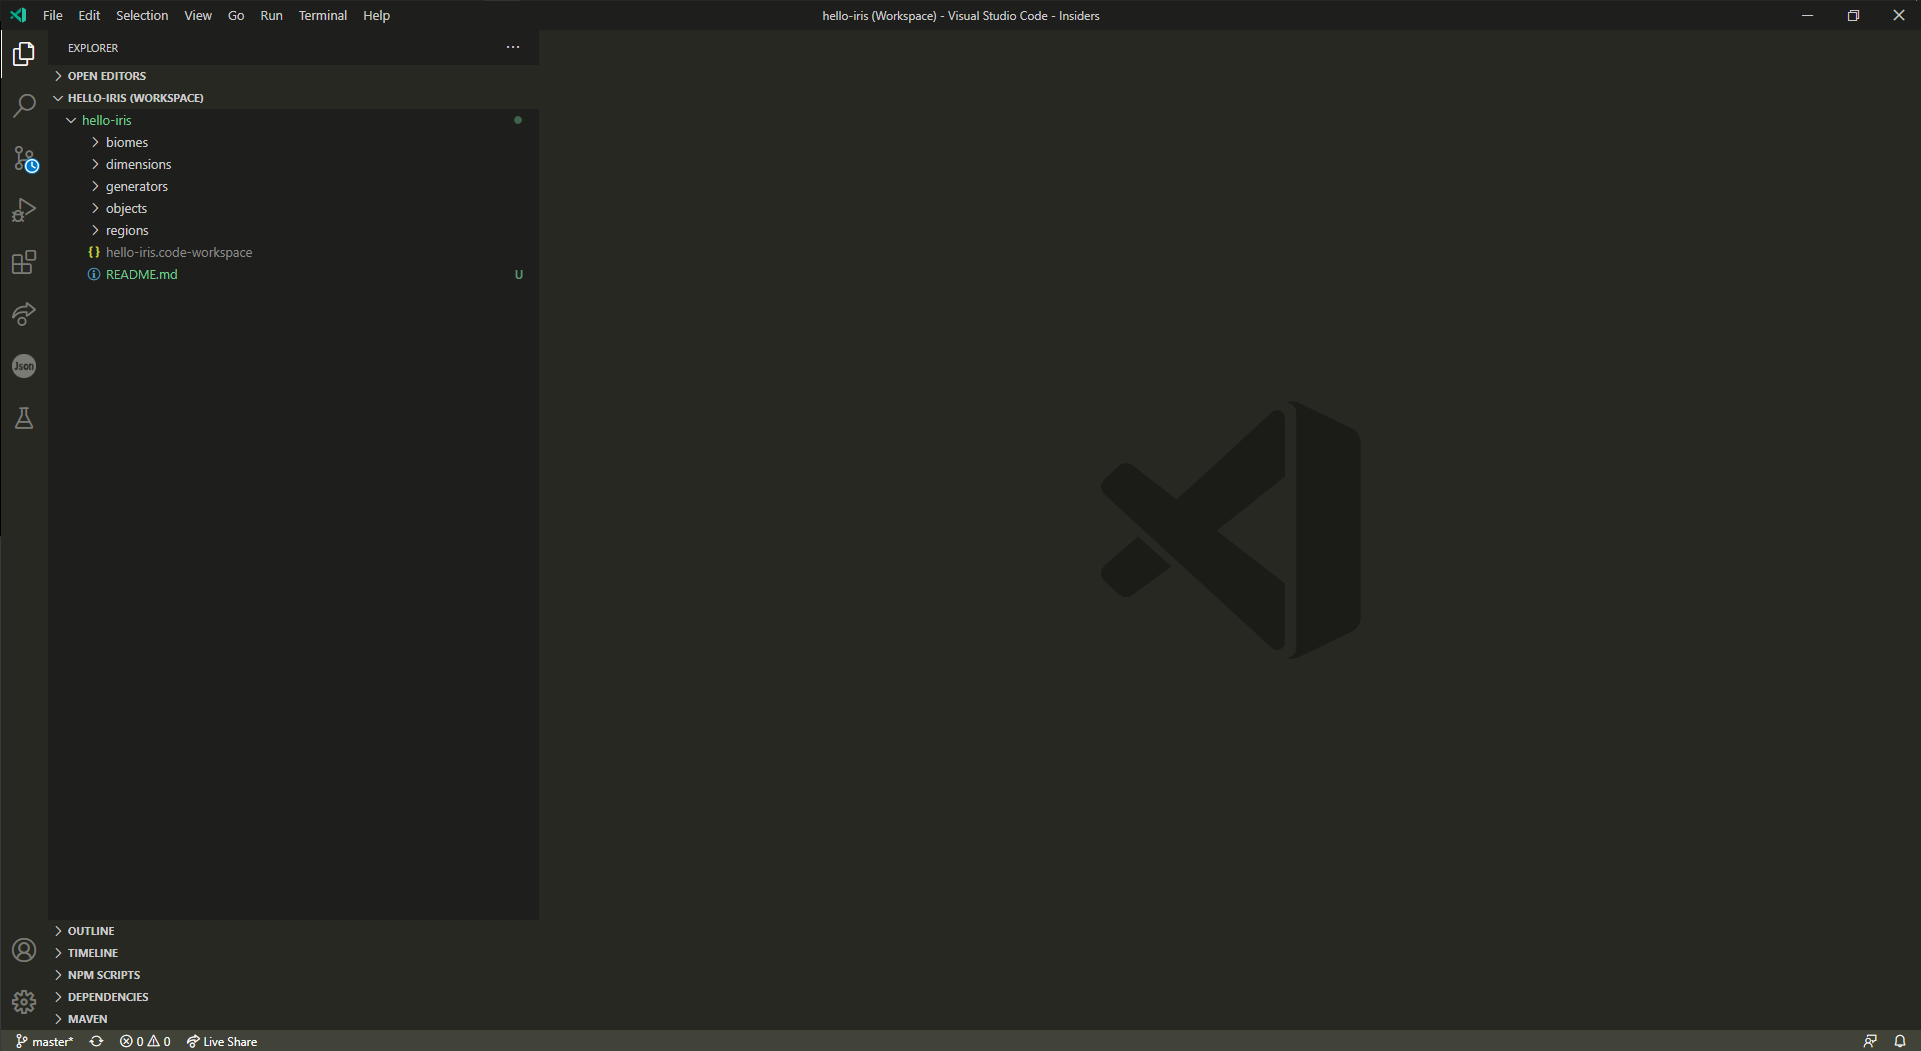 File Edit Selection View Go Run Terminal Help
hello-iris (Workspace) - Visual Studio Code - Insiders
EXPLORER
OPEN EDITORS
HELLO-IRIS (WORKSPACE)
hello-iris
biomes
dimensions
generators
objects
regions
{} hello-iris.code-workspace
README.md U
Json
OUTLINE
TIMELINE
NPM SCRIPTS
DEPENDENCIES
MAVEN
master* 0 0 Live Share